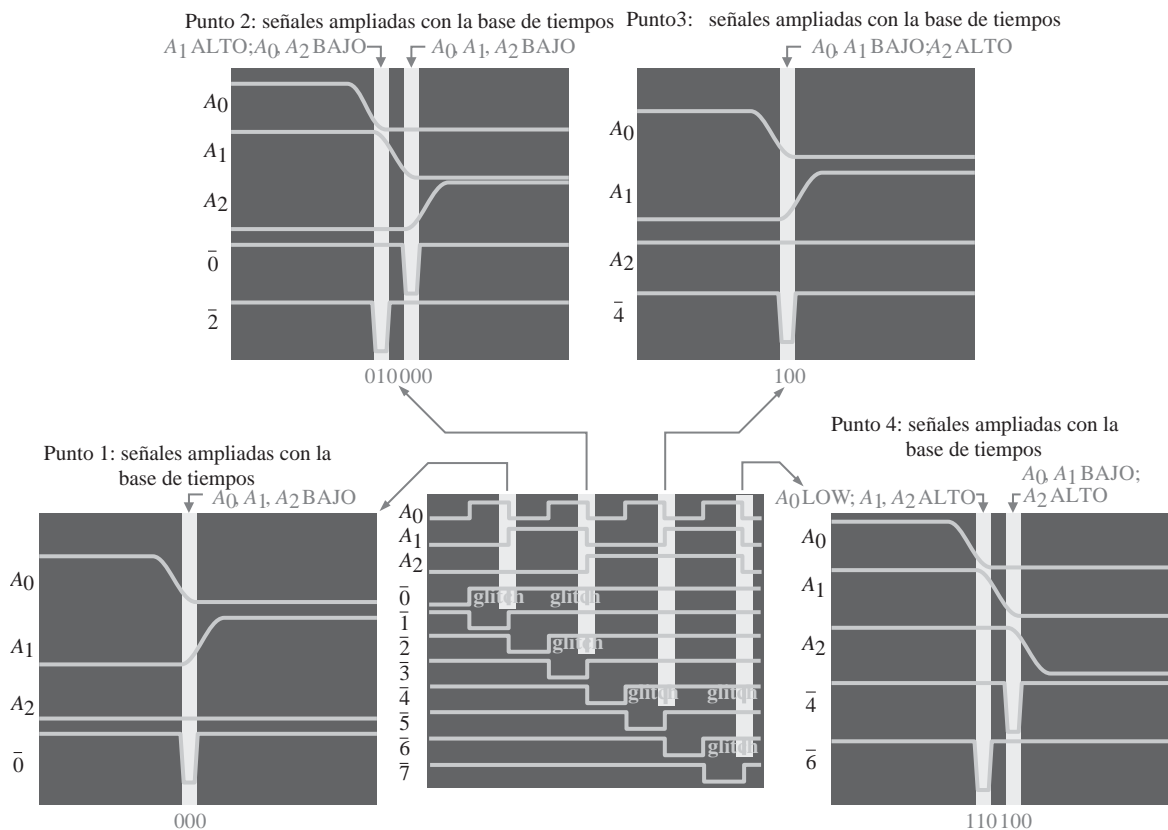 Punto 2: señales ampliadas con la base de tiempos
A1 ALTO; A0, A2 BAJO
A0, A1, A2 BAJO
A0
A1
A2
0̅
2̅
010 000
Punto3: señales ampliadas con la base de tiempos
A0, A1 BAJO; A2 ALTO
A0
A1
A2
4̅
100
Punto 1: señales ampliadas con la
base de tiempos
A0, A1, A2 BAJO
A0
A1
A2
0̅
000
A0
A1
A2
0̅ glitch glitch
1̅
2̅ glitch
3̅
4̅ glitch glitch
5̅
6̅ glitch
7̅
Punto 4: señales ampliadas con la
base de tiempos
A0 LOW; A1, A2 ALTO
A0, A1 BAJO;
A2 ALTO
A0
A1
A2
4̅
6̅
110 100